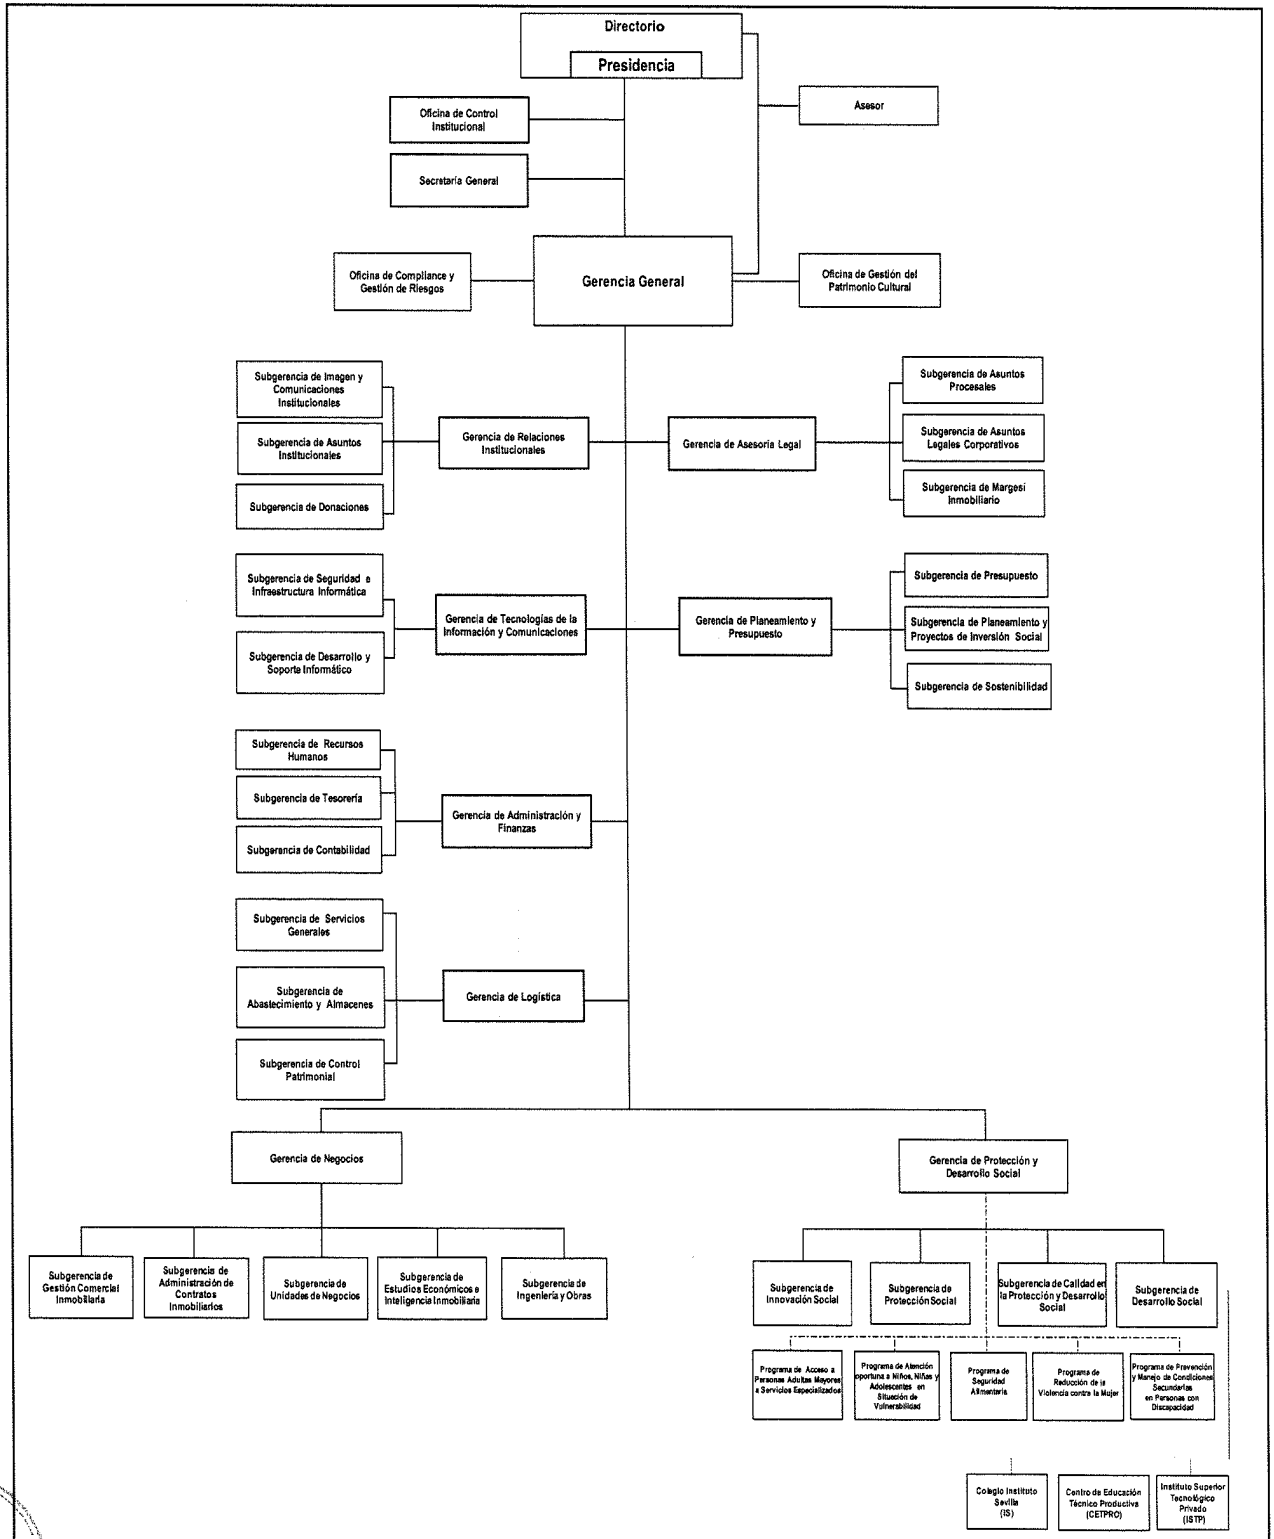 Directorio
Presidencia
Asesor
Oficina de Control
Institucional
Secretaría General
Oficina de Compliance y
Gestión de Riesgos
Gerencia General
Oficina de Gestión del
Patrimonio Cultural
Subgerencia de Imagen y
Comunicaciones
Institucionales
Subgerencia de Asuntos
Institucionales
Subgerencia de Donaciones
Gerencia de Relaciones
Institucionales
Gerencia de Asesoría Legal
Subgerencia de Asuntos
Procesales
Subgerencia de Asuntos
Legales Corporativos
Subgerencia de Margesí
Inmobiliario
Subgerencia de Seguridad e
Infraestructura Informática
Subgerencia de Desarrollo y
Soporte Informático
Gerencia de Tecnologías de la
Información y Comunicaciones
Gerencia de Planeamiento y
Presupuesto
Subgerencia de Presupuesto
Subgerencia de Planeamiento y
Proyectos de Inversión Social
Subgerencia de Sostenibilidad
Subgerencia de Recursos
Humanos
Subgerencia de Tesorería
Subgerencia de Contabilidad
Gerencia de Administración y
Finanzas
Subgerencia de Servicios
Generales
Subgerencia de
Abastecimiento y Almacenes
Subgerencia de Control
Patrimonial
Gerencia de Logística
Gerencia de Negocios
Gerencia de Protección y
Desarrollo Social
Subgerencia de
Gestión Comercial
Inmobiliaria
Subgerencia de
Administración de
Contratos
Inmobiliarios
Subgerencia de
Unidades de Negocios
Subgerencia de
Estudios Económicos e
Inteligencia Inmobiliaria
Subgerencia de
Ingeniería y Obras
Subgerencia de
Innovación Social
Subgerencia de
Protección Social
Subgerencia de Calidad en
la Protección y Desarrollo
Social
Subgerencia de
Desarrollo Social
Programa de Acceso a
Personas Adultas Mayores
a Servicios Especializados
Programa de Atención
oportuna a Niños, Niñas y
Adolescentes en
Situación de
Vulnerabilidad
Programa de
Seguridad
Alimentaria
Programa de
Reducción de la
Violencia contra la Mujer
Programa de Prevención
y Manejo de Condiciones
Secundarias
en Personas con
Discapacidad
Colegio Instituto
Sevilla
(IS)
Centro de Educación
Técnico Productiva
(CETPRO)
Instituto Superior
Tecnológico
Privado
(ISTP)